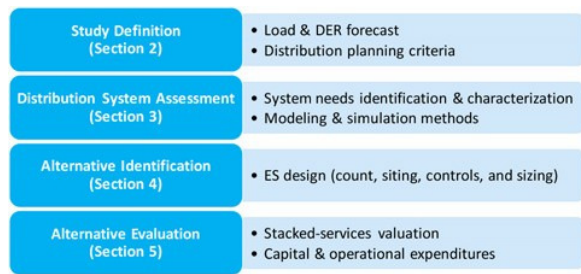 Study Definition
(Section 2)
• Load & DER forecast
• Distribution planning criteria
Distribution System Assessment
(Section 3)
• System needs identification & characterization
• Modeling & simulation methods
Alternative Identification
(Section 4)
• ES design (count, siting, controls, and sizing)
Alternative Evaluation
(Section 5)
• Stacked-services valuation
• Capital & operational expenditures